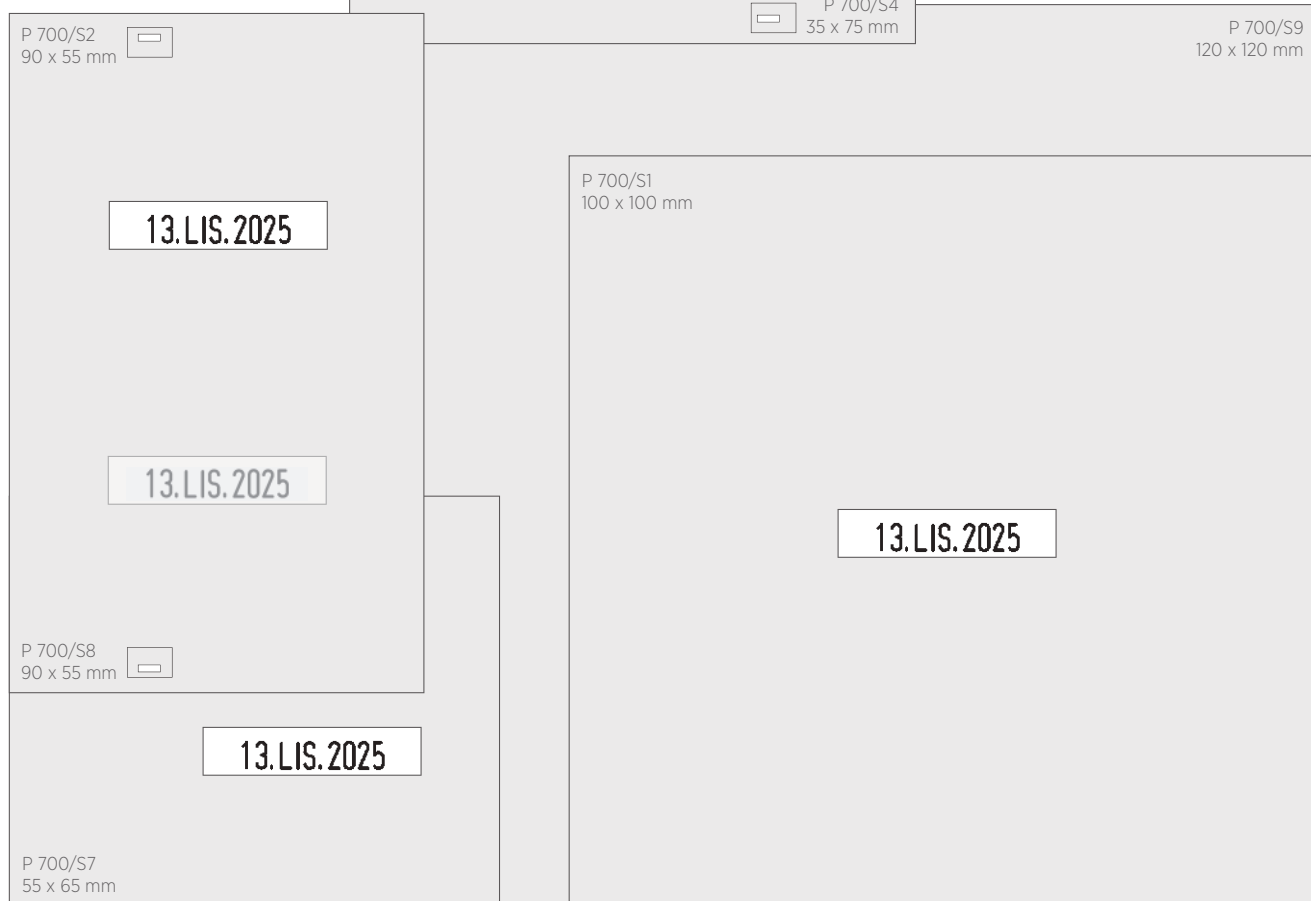 P 700/S4
35 x 75 mm
P 700/S2
90 x 55 mm
P 700/S9
120 x 120 mm
P 700/S1
100 x 100 mm
13.LIS.2025
13.LIS.2025
13.LIS.2025
P 700/S8
90 x 55 mm
13.LIS.2025
P 700/S7
55 x 65 mm